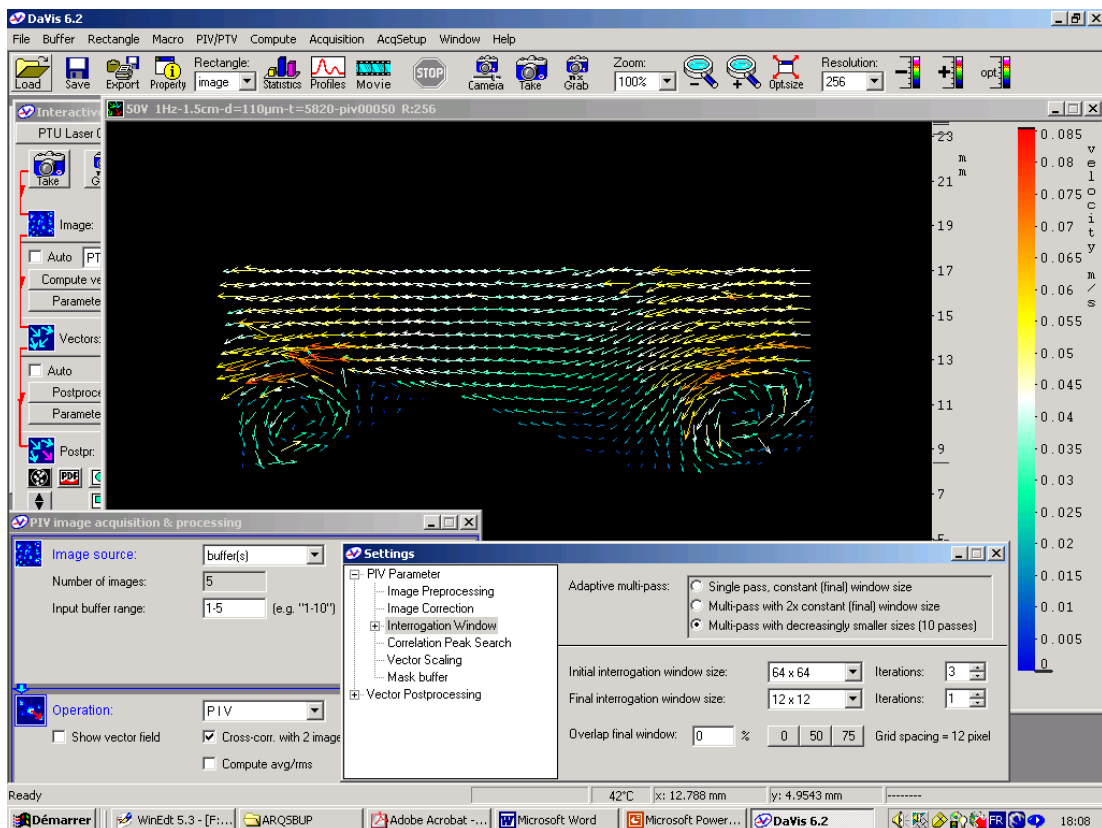 DaVis 6.2
File Buffer Rectangle Macro PIV/PTV Compute Acquisition AcqSetup Window Help
Rectangle: Zoom: Resolution:
image 100% 256 opt
Load Save Export Property Statistics Profiles Movie STOP Camera Take Grab Opt.size
Interactive
50V 1Hz-1.5cm-d=110µm-t=5820-piv00050 R:256
PTU Laser
Take
Image:
Auto PT
Compute ve
Paramete
Vectors:
Auto
Postproce
Paramete
Postpr:
PDF
23
mm
21
19
17
15
13
11
9
7
0.085
0.08
0.075
0.07
0.065
0.06
0.055
0.05
0.045
0.04
0.035
0.03
0.025
0.02
0.015
0.01
0.005
0
velocity m/s
PIV image acquisition & processing
Image source: buffer(s)
Number of images: 5
Input buffer range: 1-5 (e.g. "1-10")
Operation: PIV
Show vector field Cross-corr. with 2 image
Compute avg/rms
Settings
PIV Parameter
Image Preprocessing
Image Correction
Interrogation Window
Correlation Peak Search
Vector Scaling
Mask buffer
Vector Postprocessing
Adaptive multi-pass: Single pass, constant (final) window size
Multi-pass with 2x constant (final) window size
Multi-pass with decreasingly smaller sizes (10 passes)
Initial interrogation window size: 64 x 64 Iterations: 3
Final interrogation window size: 12 x 12 Iterations: 1
Overlap final window: 0 % 0 50 75 Grid spacing = 12 pixel
Ready 42°C x: 12.788 mm y: 4.9543 mm --------
Démarrer WinEdt 5.3 - [F:... ARQSBUP Adobe Acrobat -... Microsoft Word Microsoft Power... DaVis 6.2 FR 18:08